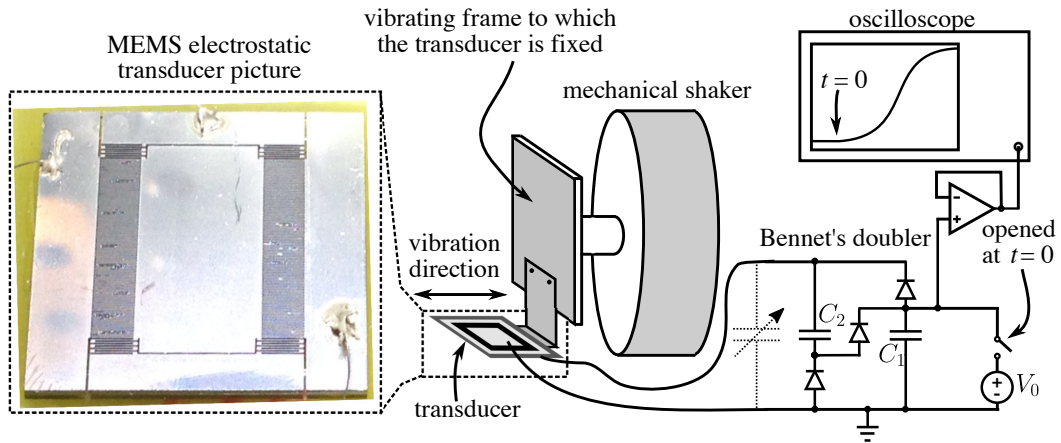 MEMS electrostatic
transducer picture
vibrating frame to which
the transducer is fixed
mechanical shaker
oscilloscope
t = 0
vibration
direction
transducer
Bennet's doubler
opened
at t = 0
C2
C1
V0
-
+
+
-